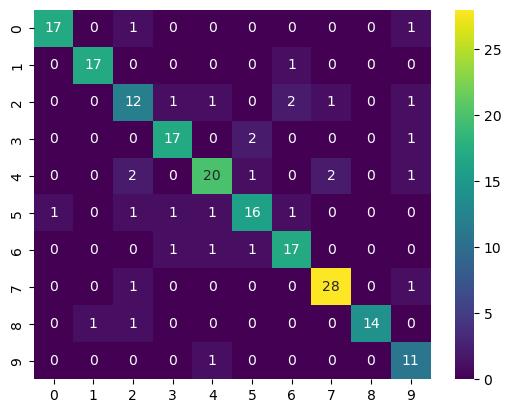 0 17 0 1 0 0 0 0 0 0 1
1 0 17 0 0 0 0 1 0 0 0
2 0 0 12 1 1 0 2 1 0 1
3 0 0 0 17 0 2 0 0 0 1
4 0 0 2 0 20 1 0 2 0 1
5 1 0 1 1 1 16 1 0 0 0
6 0 0 0 1 1 1 17 0 0 0
7 0 0 1 0 0 0 0 28 0 1
8 0 1 1 0 0 0 0 0 14 0
9 0 0 0 0 1 0 0 0 0 11
0 1 2 3 4 5 6 7 8 9
25
20
15
10
5
0